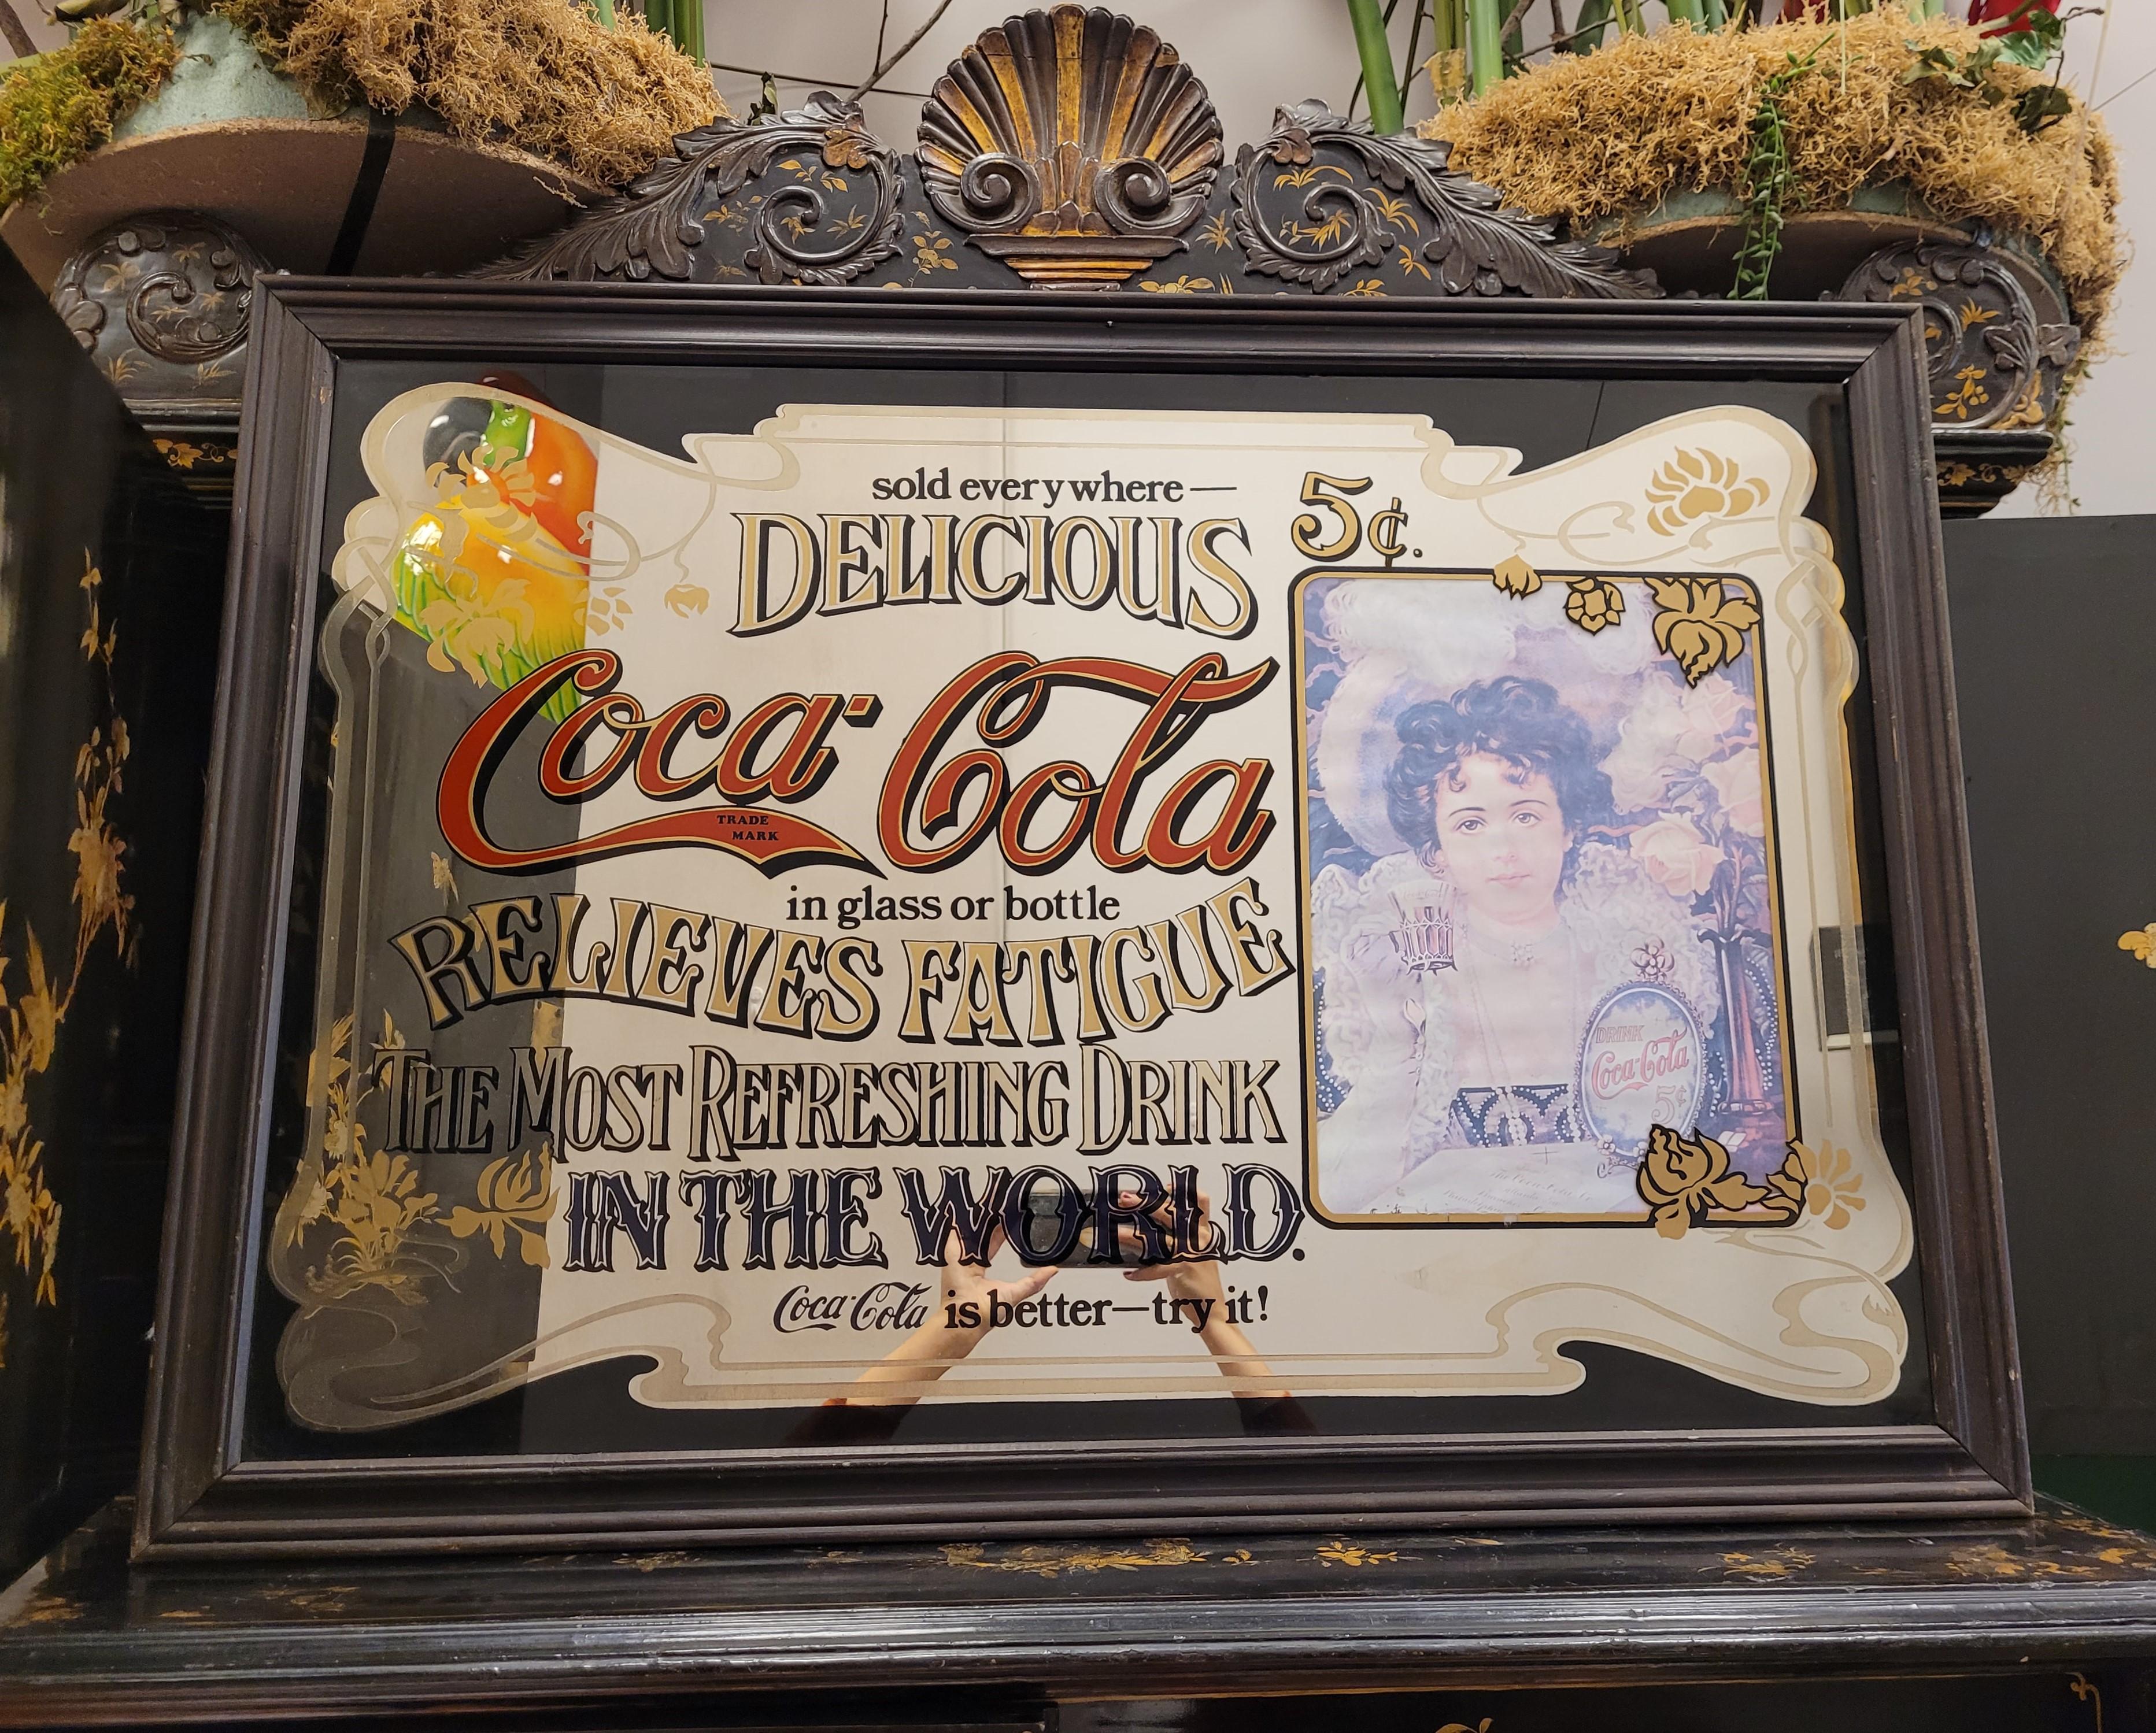 sold everywhere— 5¢.
DELICIOUS
Coca-Cola
TRADE
MARK
in glass or bottle
RELIEVES FATIGUE
THE MOST REFRESHING DRINK
IN THE WORLD.
Coca-Cola is better—try it!
DRINK
Coca-Cola
5¢